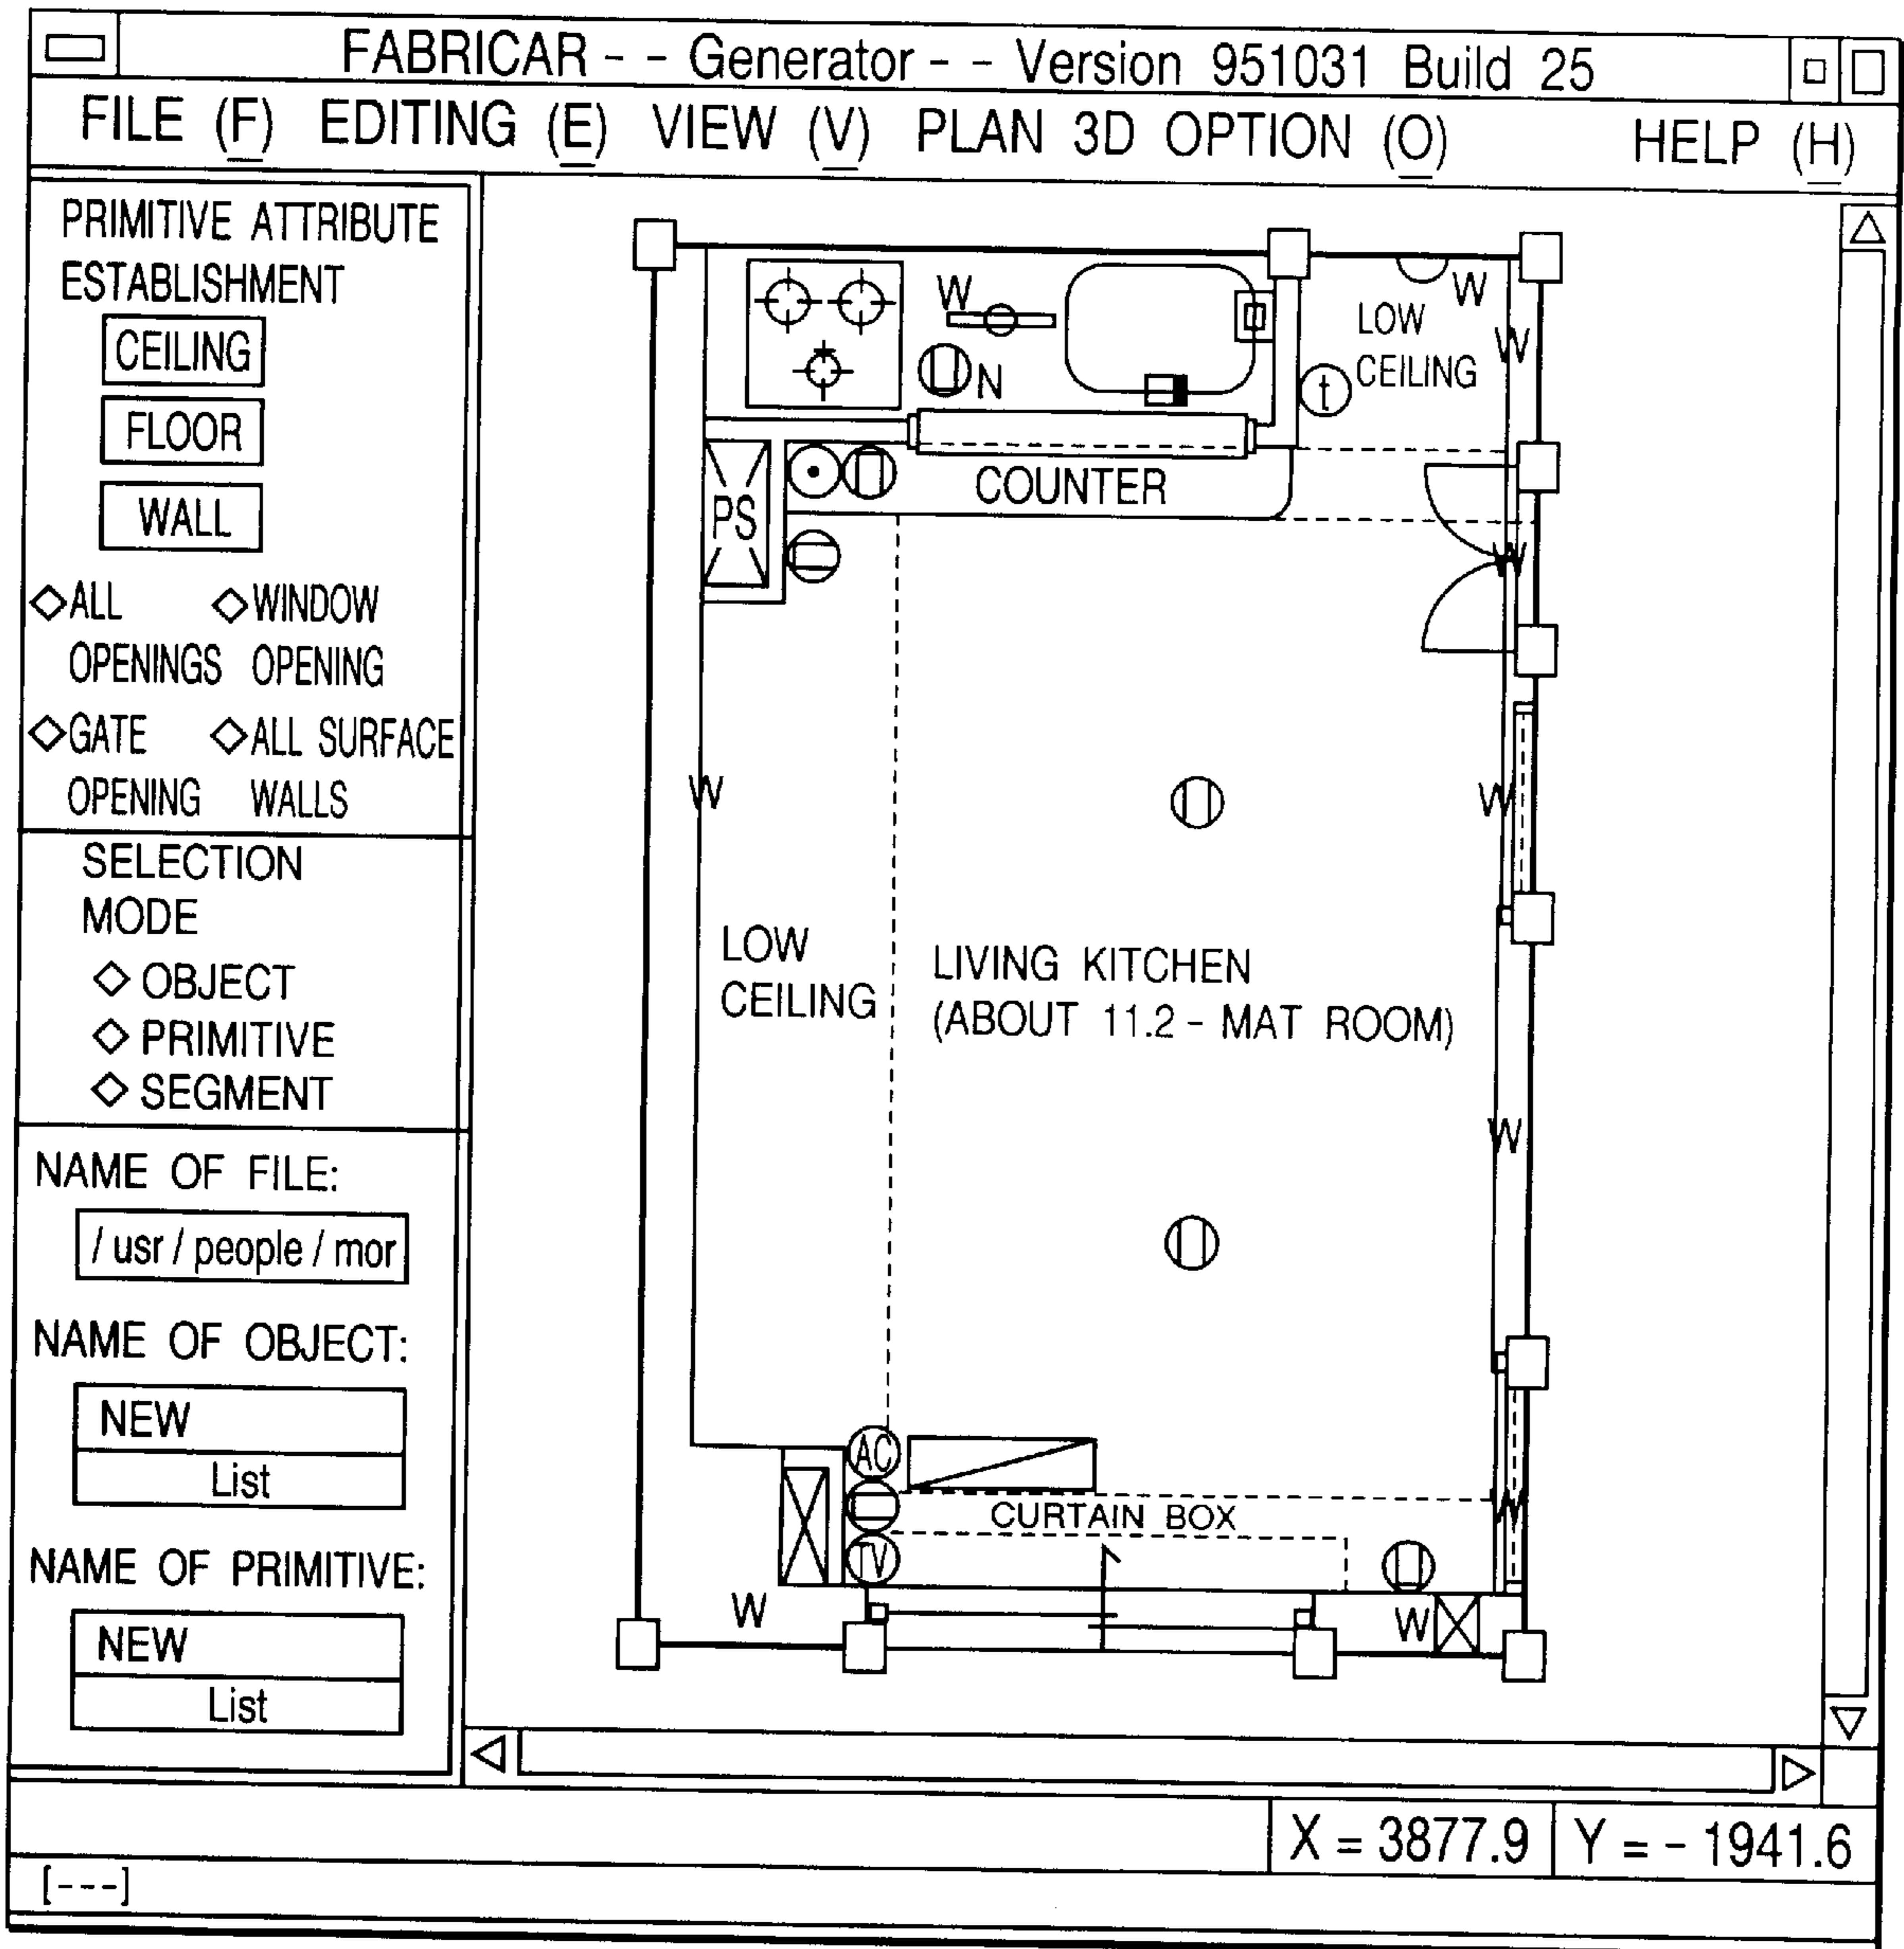 FABRICAR - - Generator - - Version 951031 Build 25
FILE (F) EDITING (E) VIEW (V) PLAN 3D OPTION (O) HELP (H)
PRIMITIVE ATTRIBUTE
ESTABLISHMENT
CEILING
FLOOR
WALL
ALL WINDOW
OPENINGS OPENING
GATE ALL SURFACE
OPENING WALLS
SELECTION
MODE
OBJECT
PRIMITIVE
SEGMENT
NAME OF FILE:
/ usr / people / mor
NAME OF OBJECT:
NEW
List
NAME OF PRIMITIVE:
NEW
List
W
W
LOW
CEILING
W
N
t
COUNTER
PS
W
W
W
LOW
CEILING
LIVING KITCHEN
(ABOUT 11.2 - MAT ROOM)
W
AC
CURTAIN BOX
W
TV
W
W
X = 3877.9 Y = - 1941.6
[---]